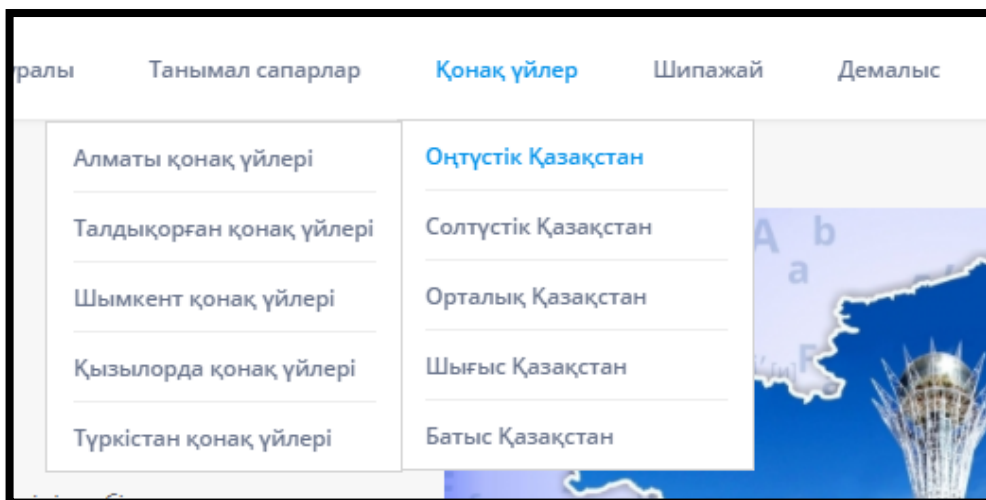 Танымал сапарлар Қонақ үйлер Шипажай Демалыс
Алматы қонақ үйлері
Талдықорған қонақ үйлері
Шымкент қонақ үйлері
Қызылорда қонақ үйлері
Түркістан қонақ үйлері
Оңтүстік Қазақстан
Солтүстік Қазақстан
Орталық Қазақстан
Шығыс Қазақстан
Батыс Қазақстан
A b
a